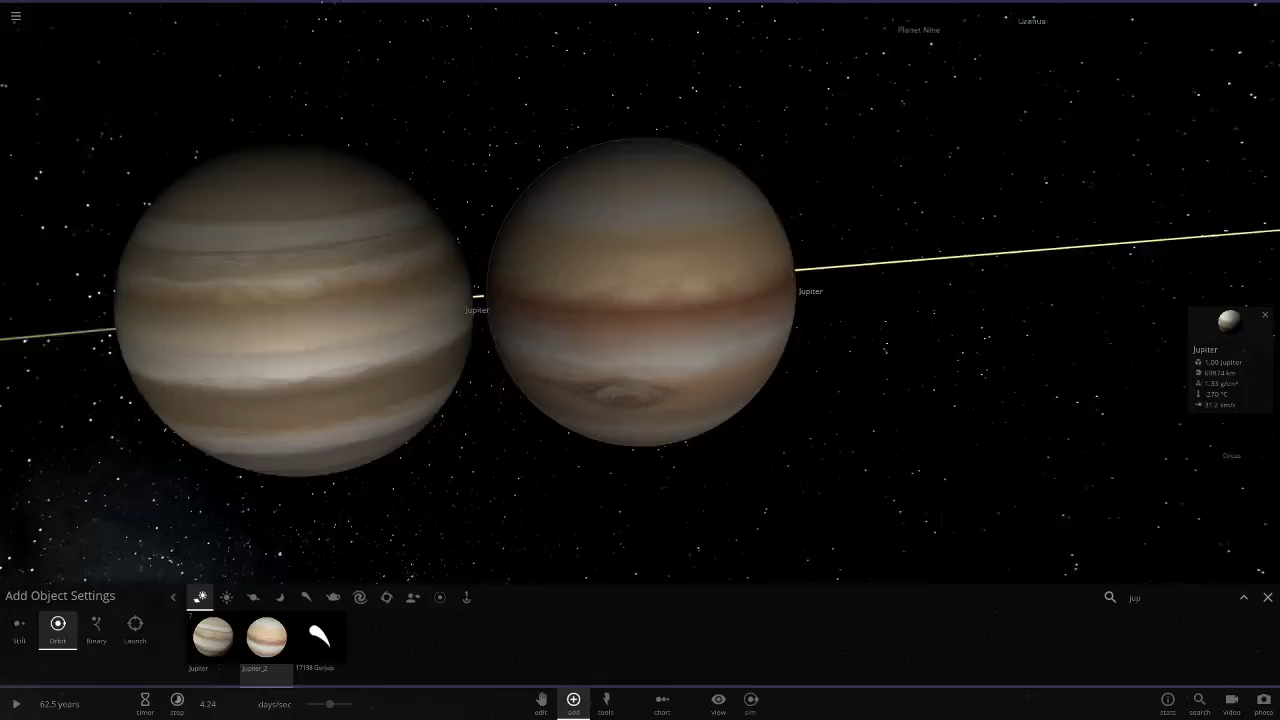 Uranus
Planet Nine
Jupiter
Jupiter
Jupiter
1.00 Jupiter
69874 km
1.33 g/cm³
-270 °C
31.2 km/s
Orcus
Add Object Settings
jup
Still
Orbit
Binary
Launch
Jupiter
Jupiter_2
17198 Gorjup
62.5 years
timer
step
4.24
days/sec
edit
add
tools
chart
view
sim
stats
search
video
photo